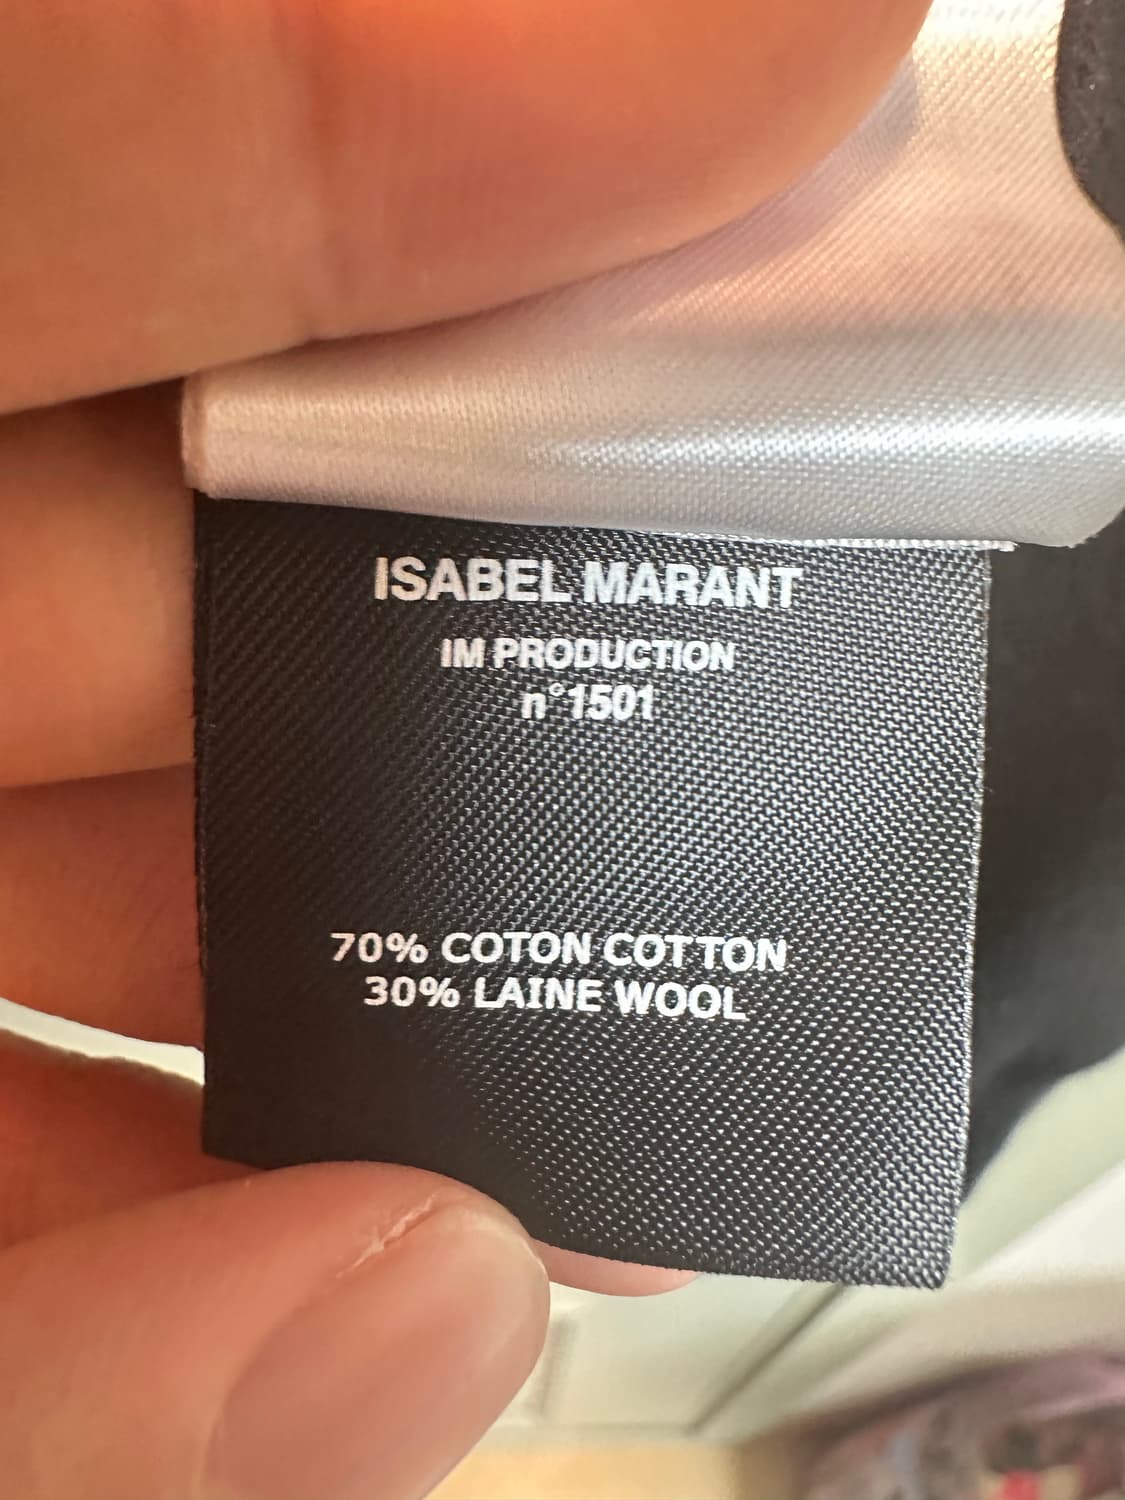 ISABEL MARANT
IM PRODUCTION
n°1501
70% COTON COTTON
30% LAINE WOOL